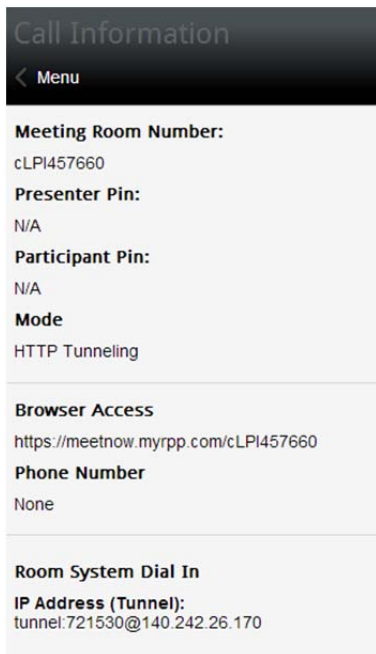 Call Information
Menu
Meeting Room Number:
cLPI457660
Presenter Pin:
N/A
Participant Pin:
N/A
Mode
HTTP Tunneling
Browser Access
https://meetnow.myrpp.com/cLPI457660
Phone Number
None
Room System Dial In
IP Address (Tunnel):
tunnel:721530@140.242.26.170